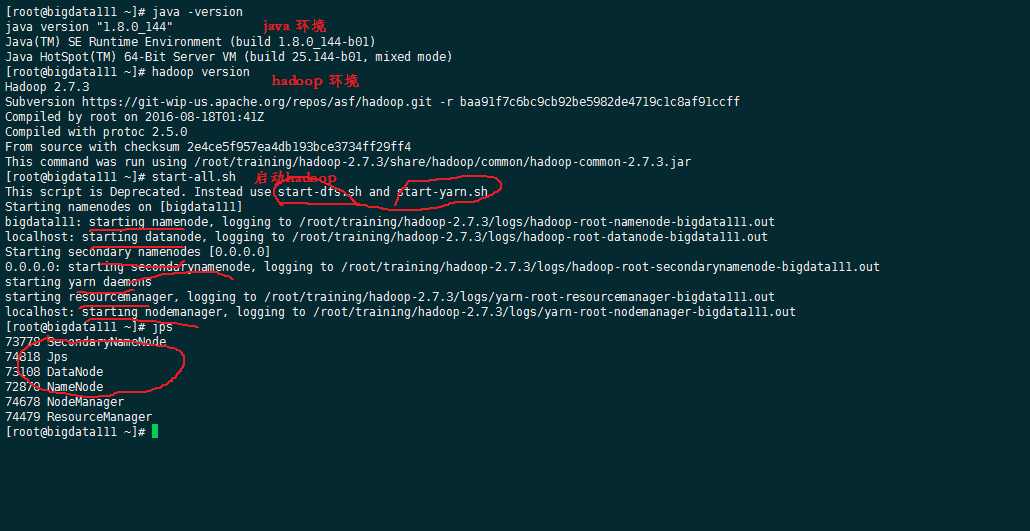 [root@bigdata111 ~]# java -version
java version "1.8.0_144" java 环境
Java(TM) SE Runtime Environment (build 1.8.0_144-b01)
Java HotSpot(TM) 64-Bit Server VM (build 25.144-b01, mixed mode)
[root@bigdata111 ~]# hadoop version hadoop 环境
Hadoop 2.7.3
Subversion https://git-wip-us.apache.org/repos/asf/hadoop.git -r baa91f7c6bc9cb92be5982de4719c1c8af91ccff
Compiled by root on 2016-08-18T01:41Z
Compiled with protoc 2.5.0
From source with checksum 2e4ce5f957ea4db193bce3734ff29ff4
This command was run using /root/training/hadoop-2.7.3/share/hadoop/common/hadoop-common-2.7.3.jar
[root@bigdata111 ~]# start-all.sh 启动hadoop
This script is Deprecated. Instead use start-dfs.sh and start-yarn.sh
Starting namenodes on [bigdata111]
bigdata111: starting namenode, logging to /root/training/hadoop-2.7.3/logs/hadoop-root-namenode-bigdata111.out
localhost: starting datanode, logging to /root/training/hadoop-2.7.3/logs/hadoop-root-datanode-bigdata111.out
Starting secondary namenodes [0.0.0.0]
0.0.0.0: starting secondarynamenode, logging to /root/training/hadoop-2.7.3/logs/hadoop-root-secondarynamenode-bigdata111.out
starting yarn daemons
starting resourcemanager, logging to /root/training/hadoop-2.7.3/logs/yarn-root-resourcemanager-bigdata111.out
localhost: starting nodemanager, logging to /root/training/hadoop-2.7.3/logs/yarn-root-nodemanager-bigdata111.out
[root@bigdata111 ~]# jps
73778 SecondaryNameNode
74818 Jps
73108 DataNode
72870 NameNode
74678 NodeManager
74479 ResourceManager
[root@bigdata111 ~]#